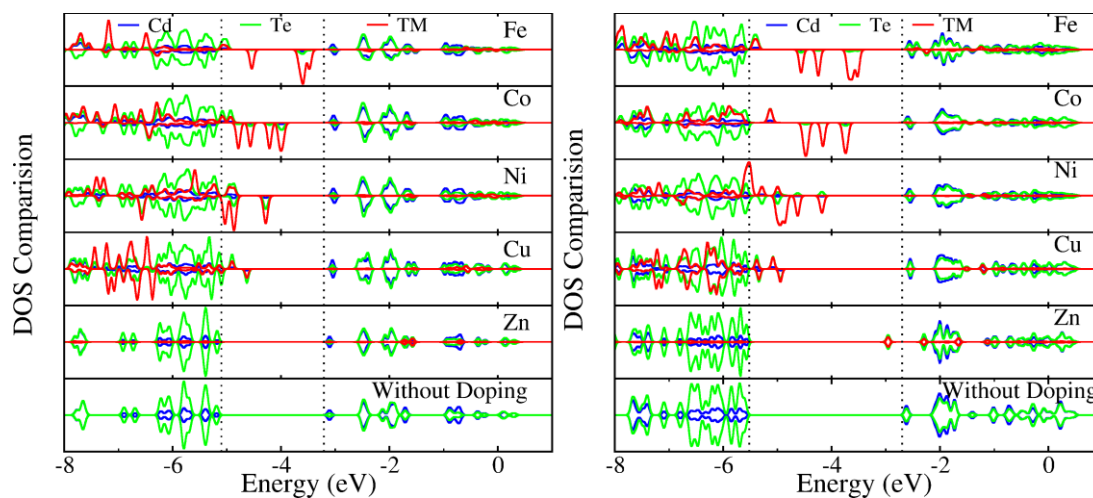 Cd Te TM
Fe
Co
Ni
Cu
Zn
Without Doping
DOS Comparision
-8 -6 -4 -2 0
Energy (eV)
Cd Te TM
Fe
Co
Ni
Cu
Zn
Without Doping
DOS Comparision
-8 -6 -4 -2 0
Energy (eV)